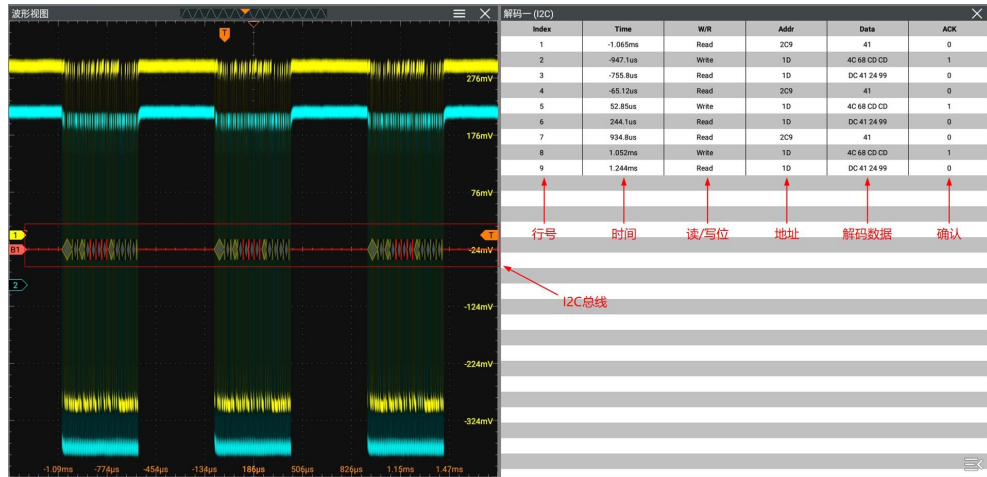 波形视图
T
276mV
176mV
76mV
1
T
B1
-24mV
2
-124mV
-224mV
-324mV
-1.09ms -774μs -454μs -134μs 186μs 506μs 826μs 1.15ms 1.47ms
解码一 (I2C)
Index Time W/R Addr Data ACK
1 -1.065ms Read 2C9 41 0
2 -947.1us Write 1D 4C 68 CD CD 1
3 -755.8us Read 1D DC 41 24 99 0
4 -65.12us Read 2C9 41 0
5 52.85us Write 1D 4C 68 CD CD 1
6 244.1us Read 1D DC 41 24 99 0
7 934.8us Read 2C9 41 0
8 1.052ms Write 1D 4C 68 CD CD 1
9 1.244ms Read 1D DC 41 24 99 0
行号 时间 读/写位 地址 解码数据 确认
I2C总线